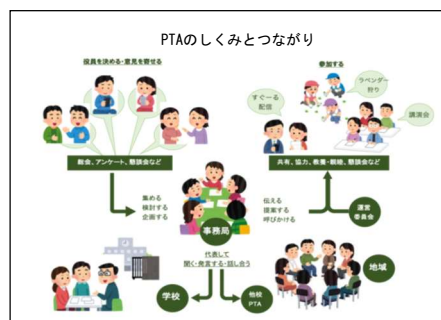 PTAのしくみとつながり
役員を決める・意見を寄せる
参加する
ラベンダー
狩り
すぐーる
配信
講演会
総会、アンケート、懇談会など
共有、協力、教養・親睦、懇談会など
集める
検討する
企画する
伝える
提案する
呼びかける
運営
委員会
事務局
代表して
聞く・発言する・話し合う
学校
他校
PTA
地域